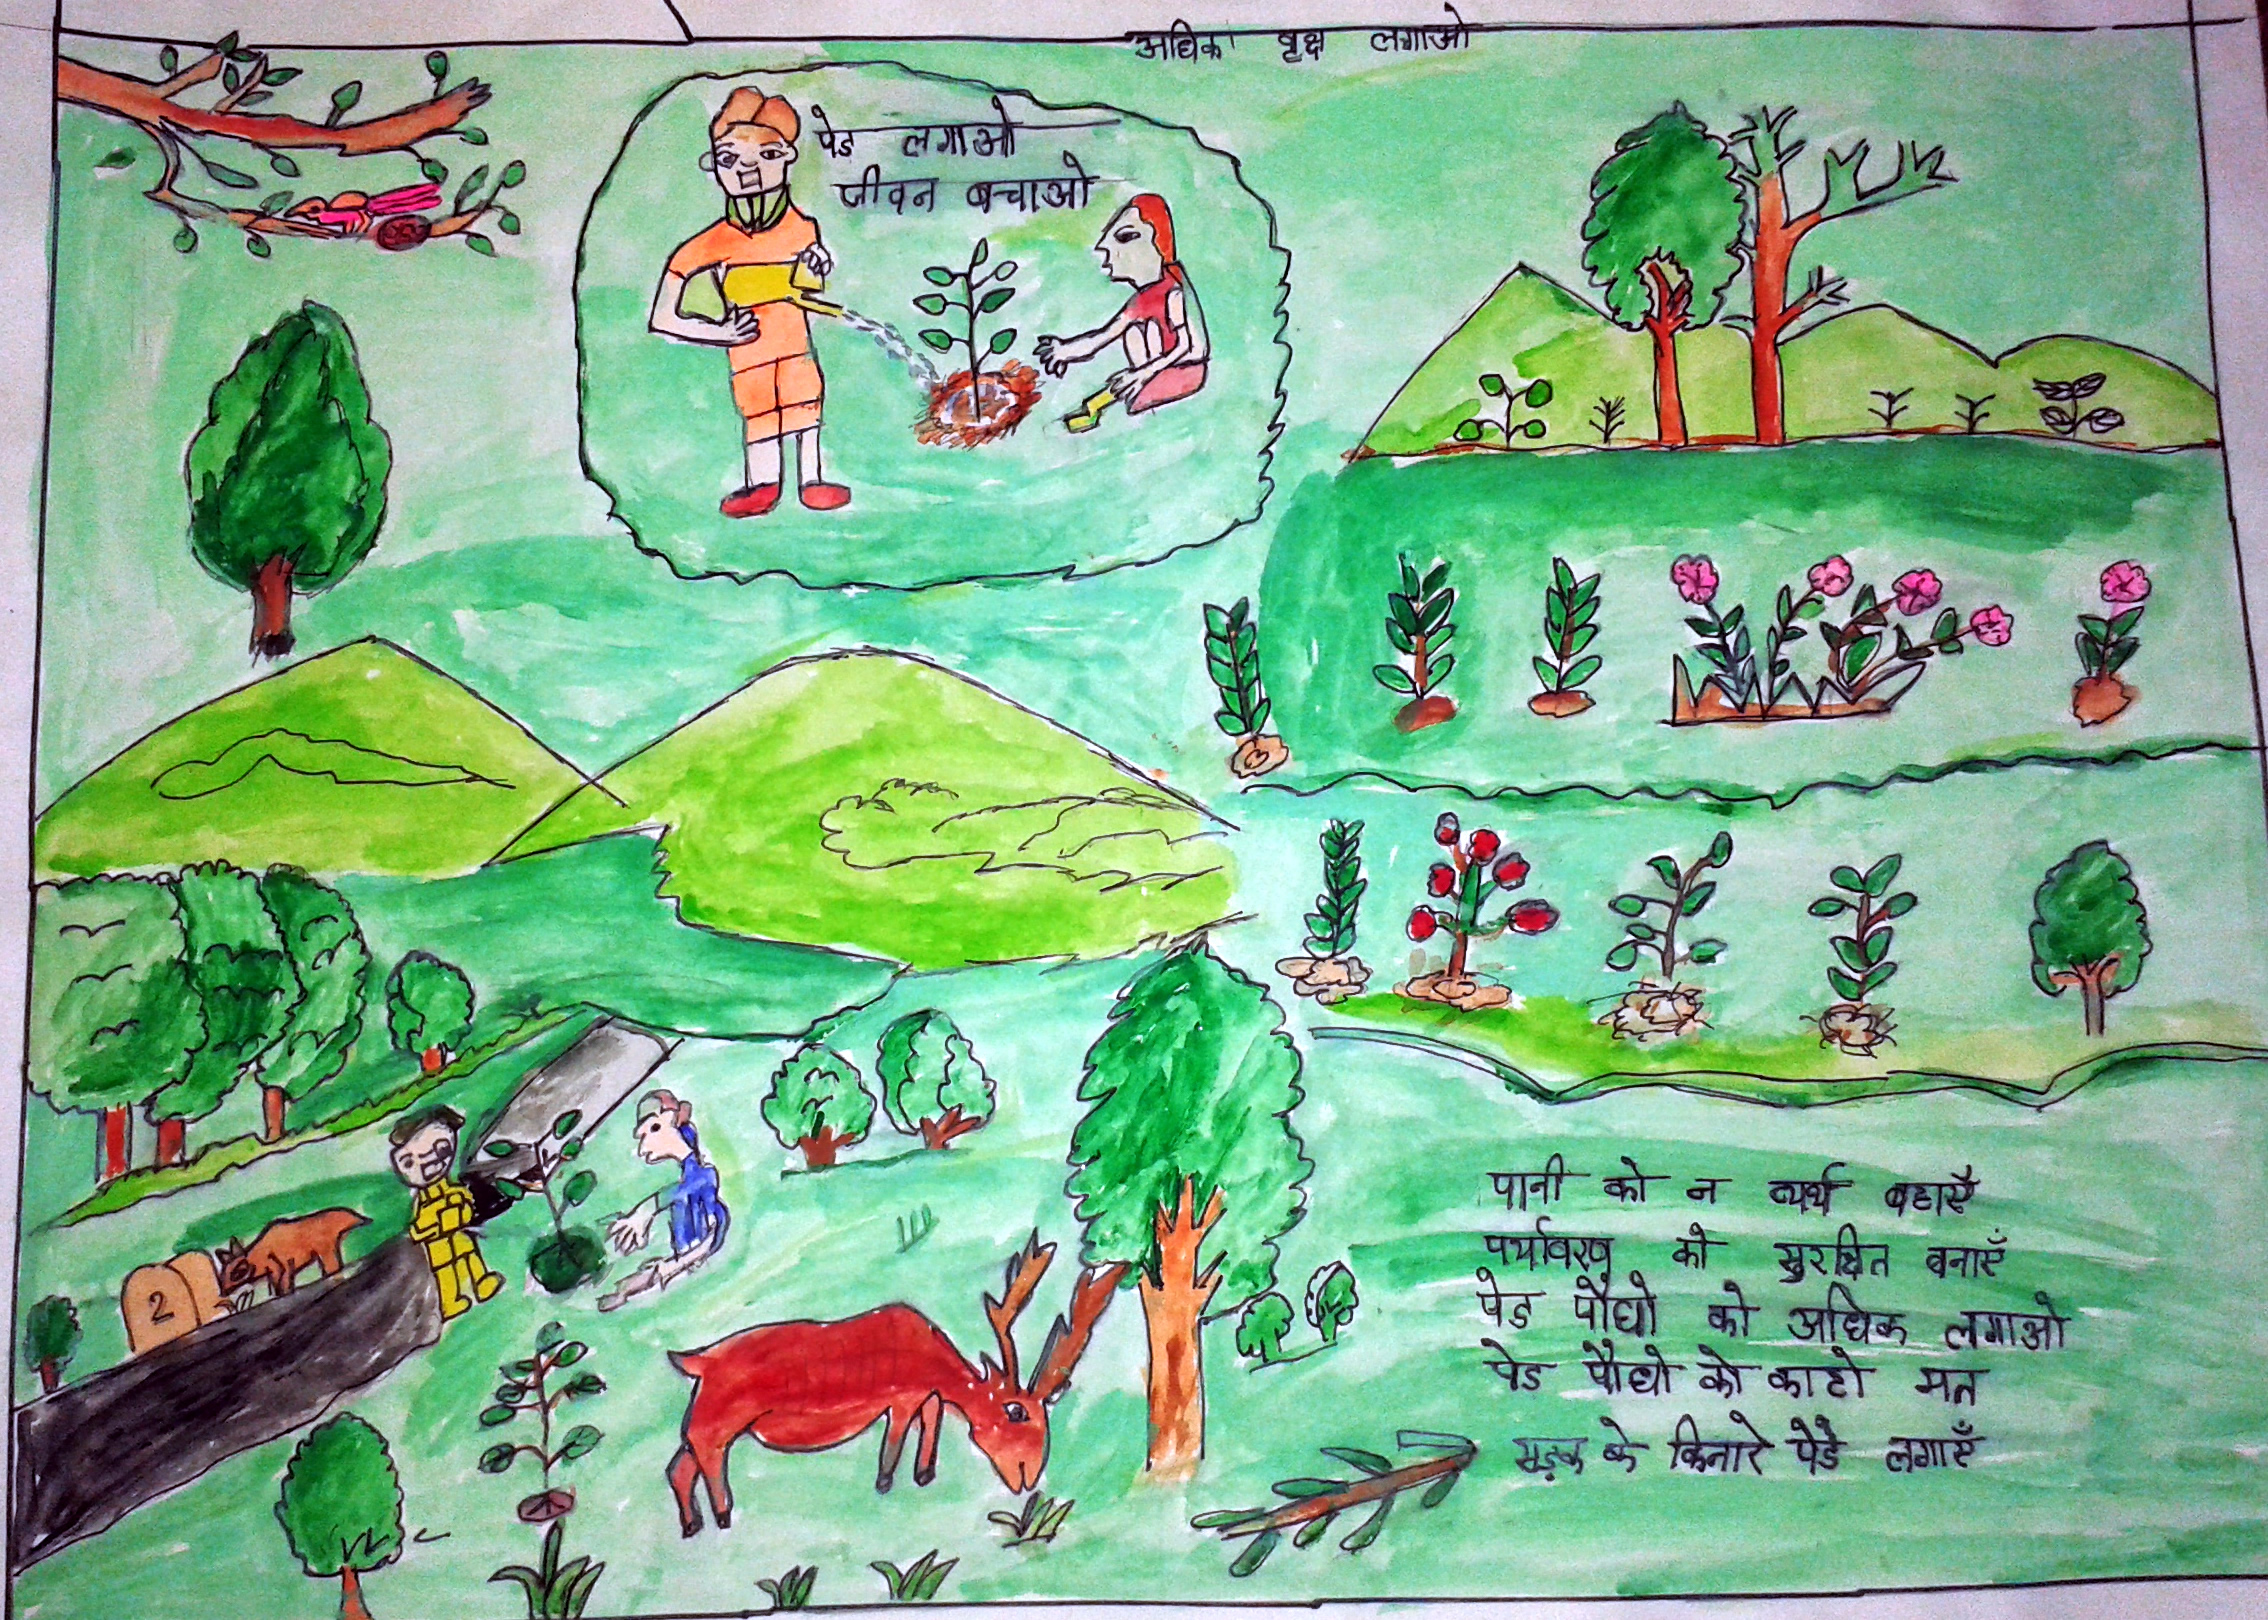 अधिक वृक्ष लगाओ
पेड लगाओ
जीवन बचाओ
2
पानी को न व्यर्थ बहाएँ
पर्यावरण को सुरक्षित बनाएँ
पेड पौधो को अधिक लगाओ
पेड पौधो को काटो मत
सड़क के किनारे पेडे लगाएँ